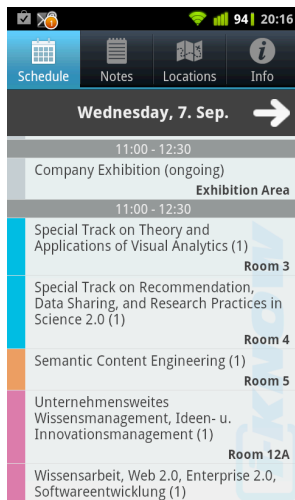 94 20:16
Schedule Notes Locations Info
Wednesday, 7. Sep.
11:00 - 12:30
Company Exhibition (ongoing)
Exhibition Area
11:00 - 12:30
Special Track on Theory and
Applications of Visual Analytics (1)
Room 3
Special Track on Recommendation,
Data Sharing, and Research Practices in
Science 2.0 (1)
Room 4
Semantic Content Engineering (1)
Room 5
Unternehmensweites
Wissensmanagement, Ideen- u.
Innovationsmanagement (1)
Room 12A
Wissensarbeit, Web 2.0, Enterprise 2.0,
Softwareentwicklung (1)
i-KNOW